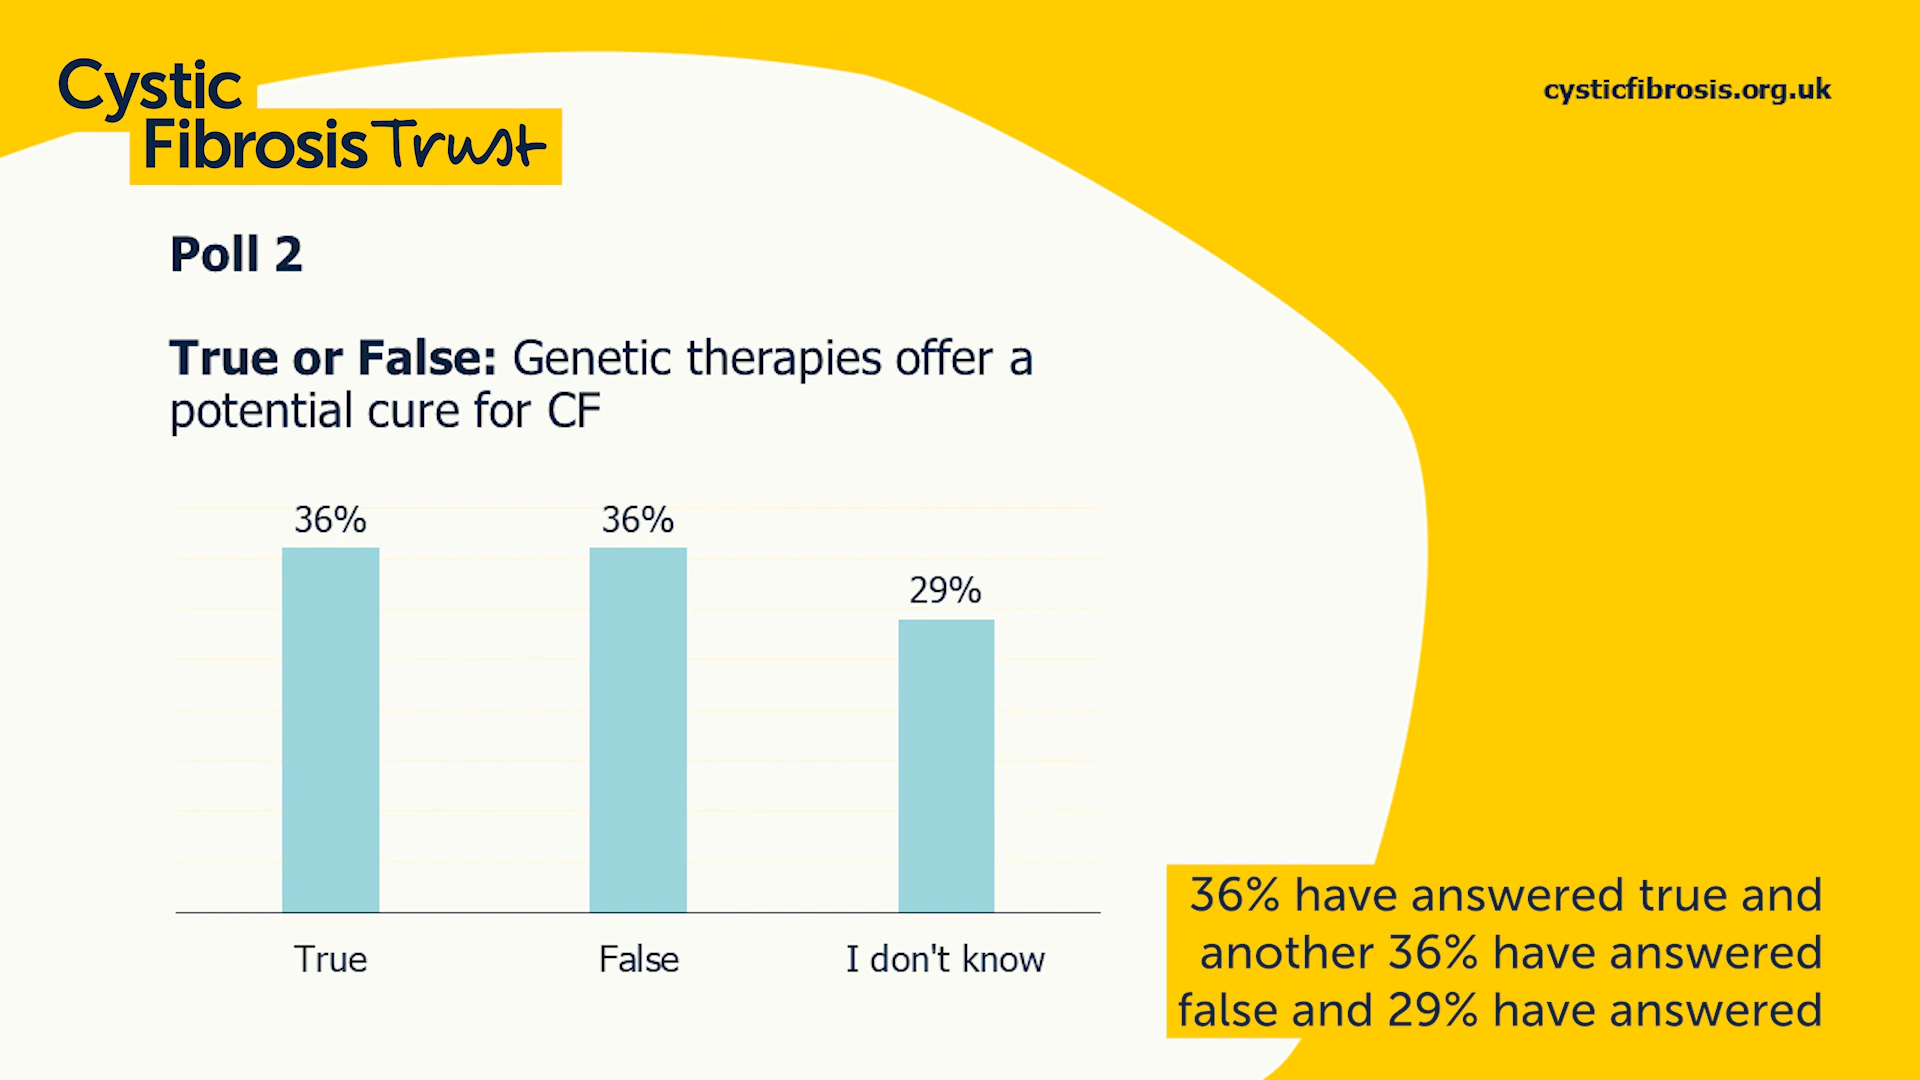 Cystic
Fibrosis Trust
cysticfibrosis.org.uk
Poll 2
True or False: Genetic therapies offer a
potential cure for CF
36%
36%
29%
True
False
I don't know
36% have answered true and
another 36% have answered
false and 29% have answered